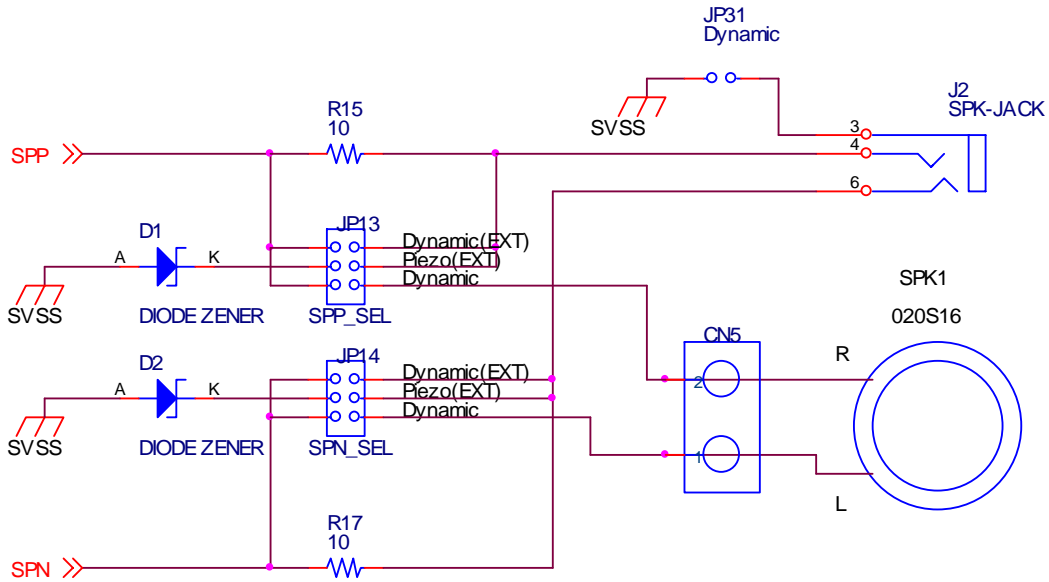 JP31
Dynamic
J2
SPK-JACK
SVSS
R15
10
SPP
3
4
6
JP13
D1
A
K
Dynamic(EXT)
Piezo(EXT)
Dynamic
SVSS
DIODE ZENER
SPP_SEL
SPK1
020S16
JP14
D2
A
K
Dynamic(EXT)
Piezo(EXT)
Dynamic
CN5
R
2
SVSS
DIODE ZENER
SPN_SEL
1
L
R17
10
SPN